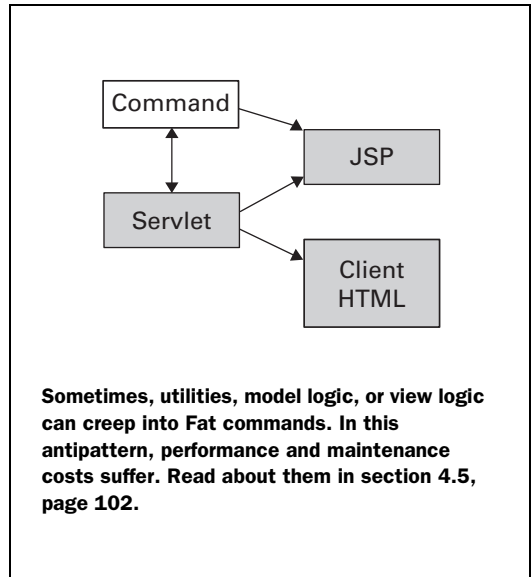 Command
JSP
Servlet
Client
HTML
Sometimes, utilities, model logic, or view logic
can creep into Fat commands. In this
antipattern, performance and maintenance
costs suffer. Read about them in section 4.5,
page 102.